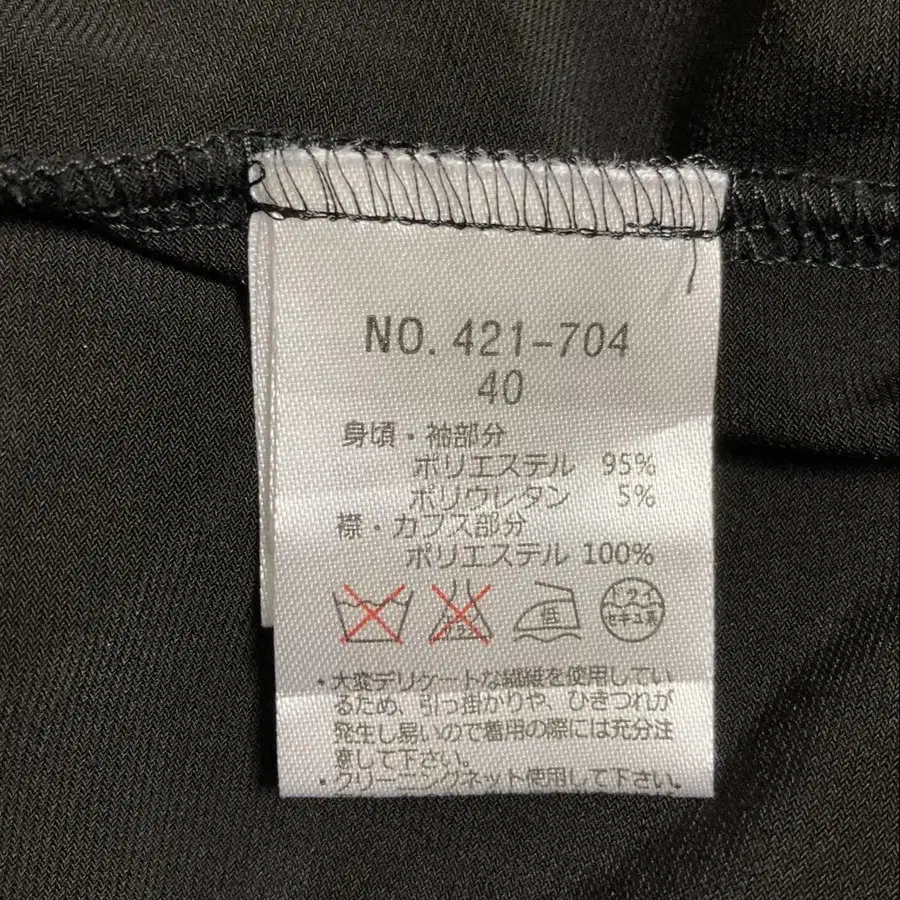 NO. 421-704
40
身頃・袖部分
ポリエステル 95%
ポリウレタン 5%
襟・カフス部分
ポリエステル 100%
ドライ
セキユ系
・大変デリケートな繊維を使用してい
るため、引っ掛かりや、ひきつれが
発生し易いので着用の際には充分注
意して下さい。
・クリーニングネット使用して下さい。